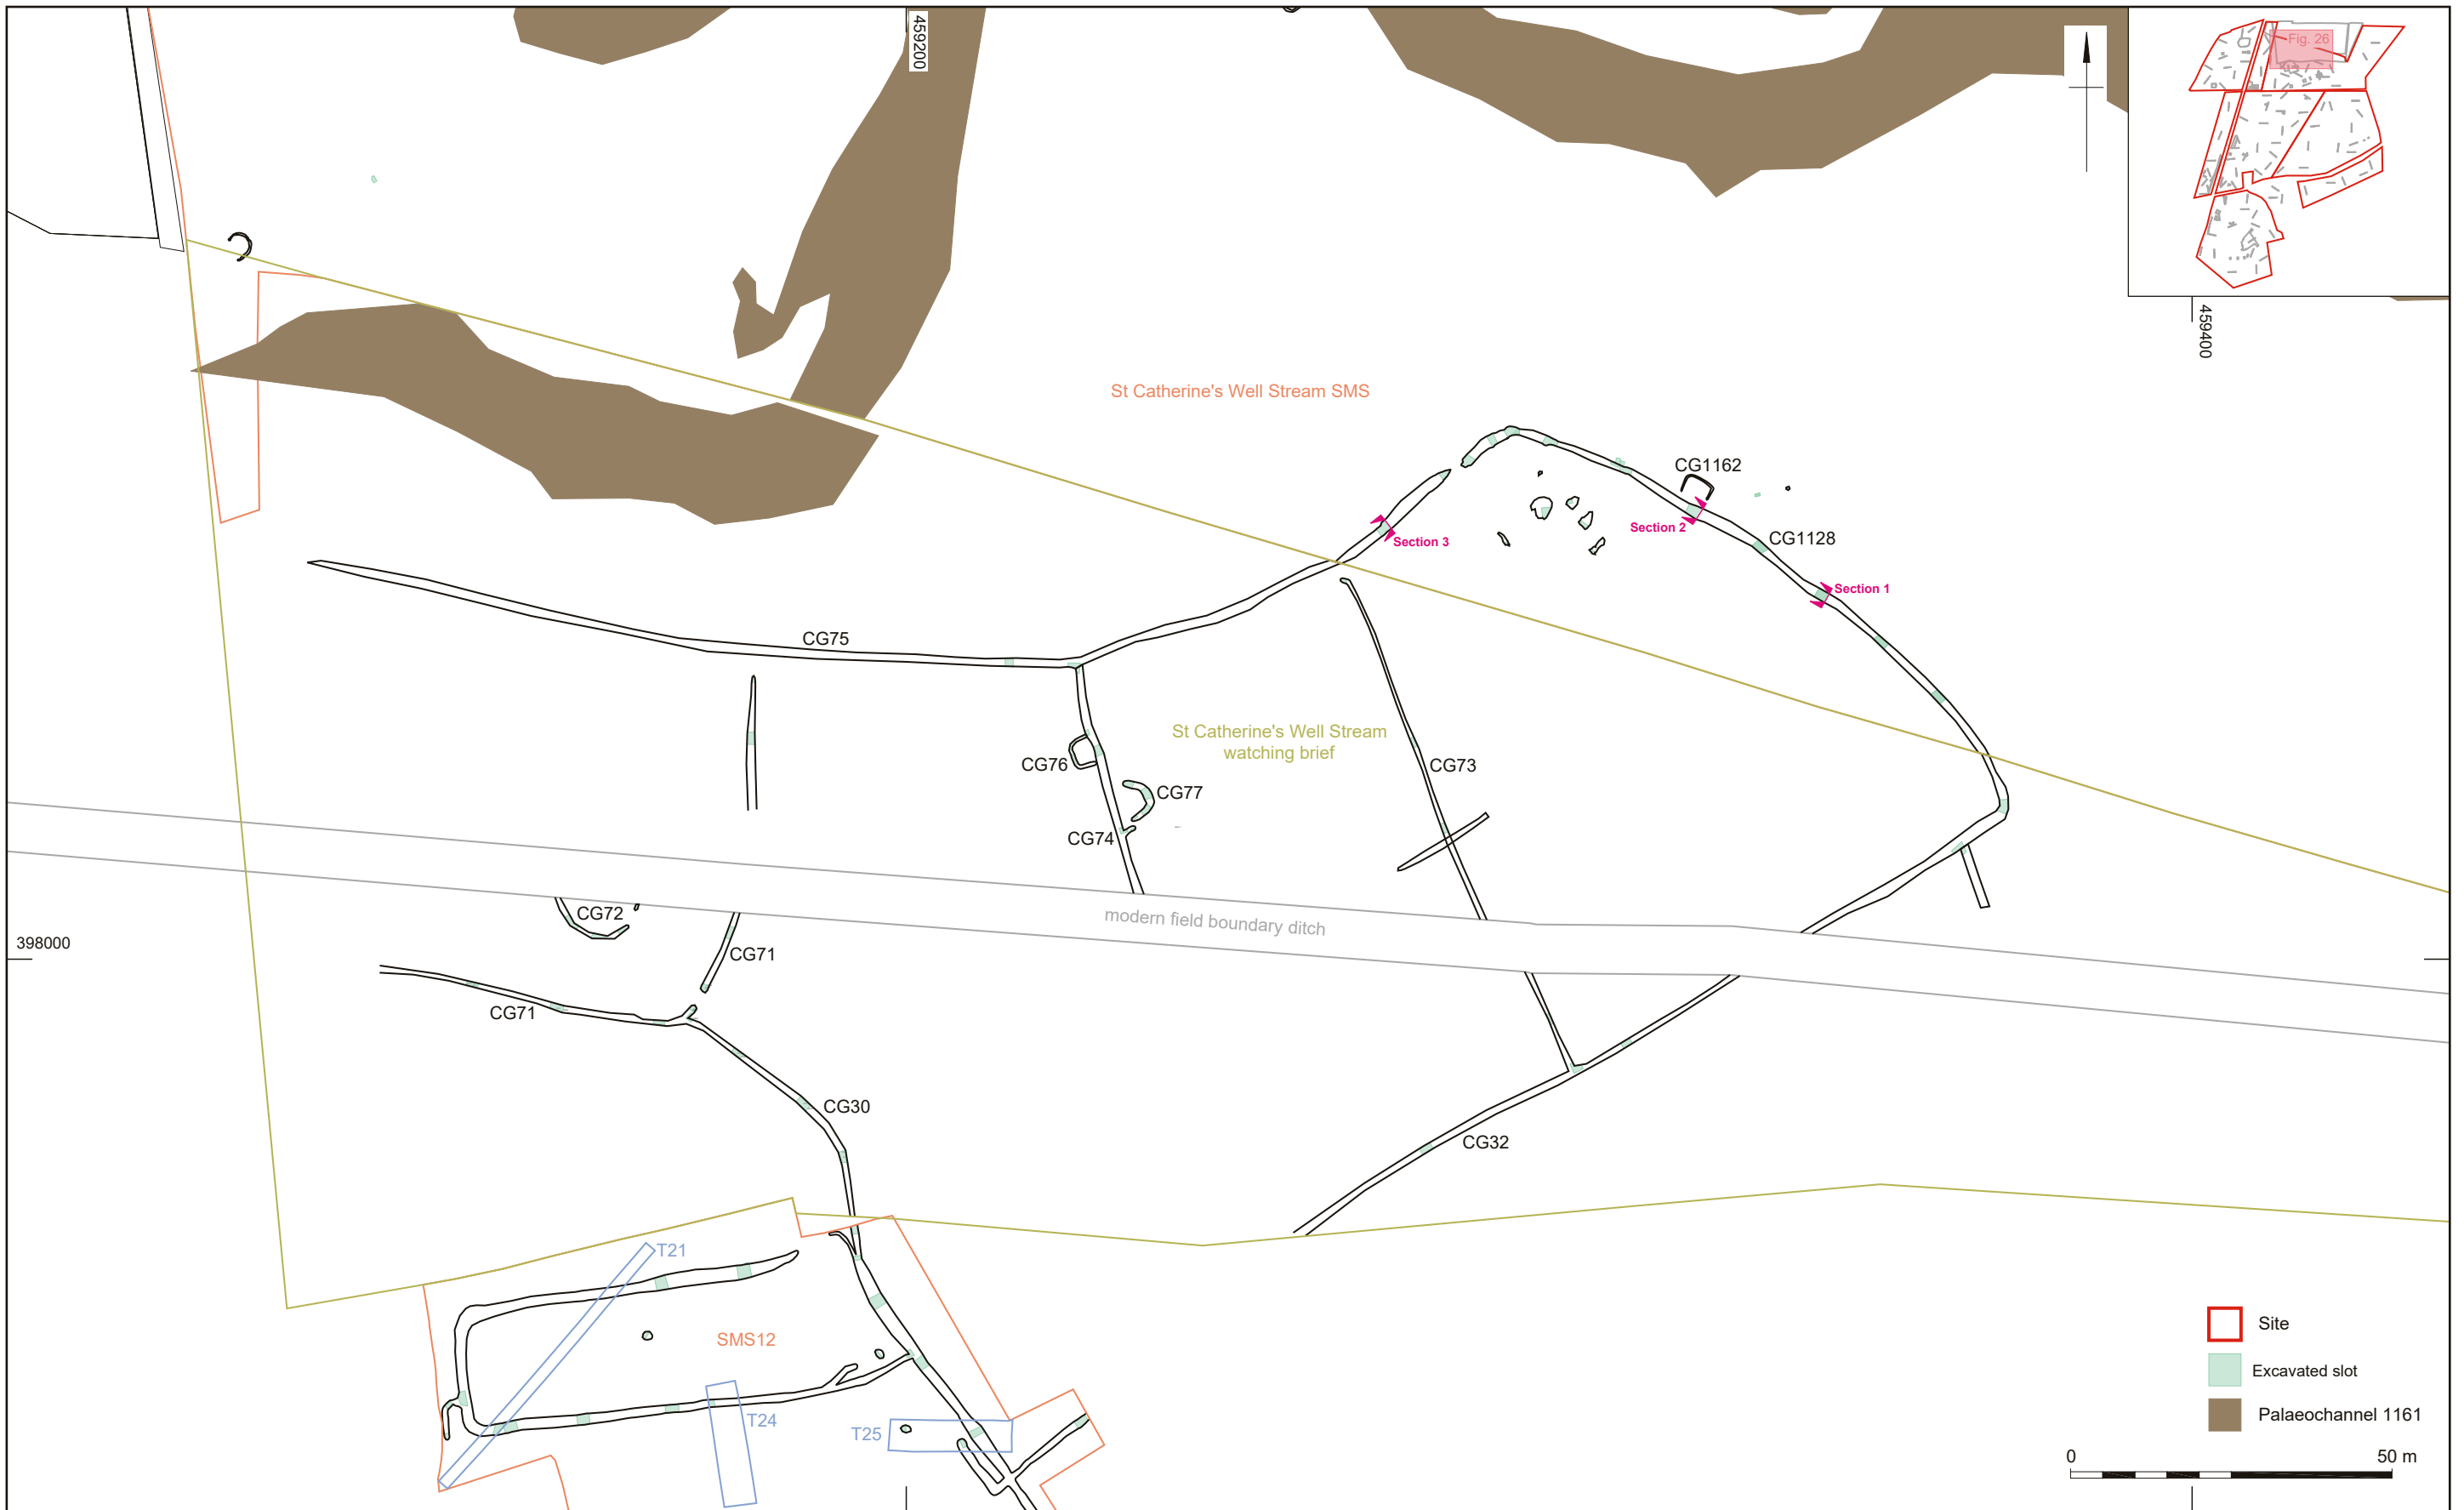 459200
Fig. 26
459400
St Catherine's Well Stream SMS
CG1162
Section 2
Section 3
CG1128
Section 1
CG75
St Catherine's Well Stream
watching brief
CG76
CG73
CG77
CG74
CG72
modern field boundary ditch
398000
CG71
CG71
CG30
CG32
T21
SMS12
T24
T25
Site
Excavated slot
Palaeochannel 1161
0 50 m